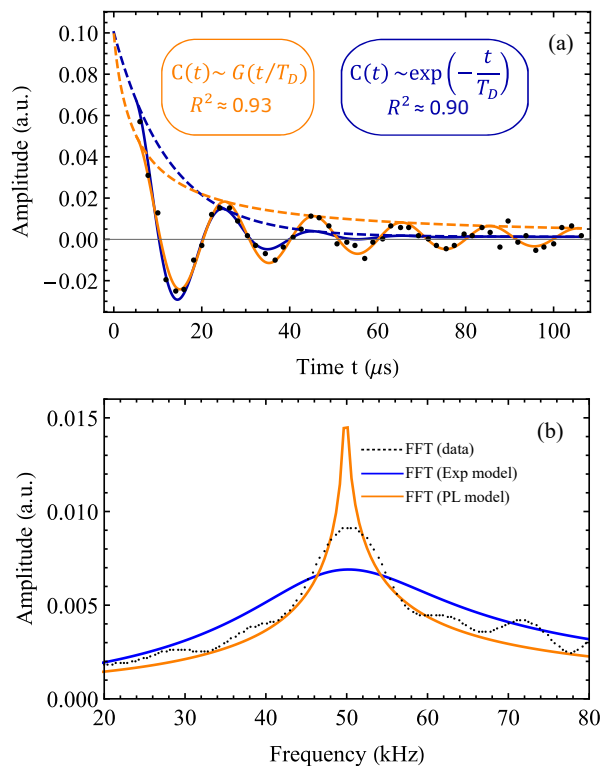 (a)
C(t)~ G(t/T_D)
R² ≈ 0.93
C(t) ~exp(−t/T_D)
R² ≈ 0.90
Amplitude (a.u.)
0.10
0.08
0.06
0.04
0.02
0.00
−0.02
0 20 40 60 80 100
Time t (μs)
(b)
FFT (data)
FFT (Exp model)
FFT (PL model)
Amplitude (a.u.)
0.015
0.010
0.005
0.000
20 30 40 50 60 70 80
Frequency (kHz)